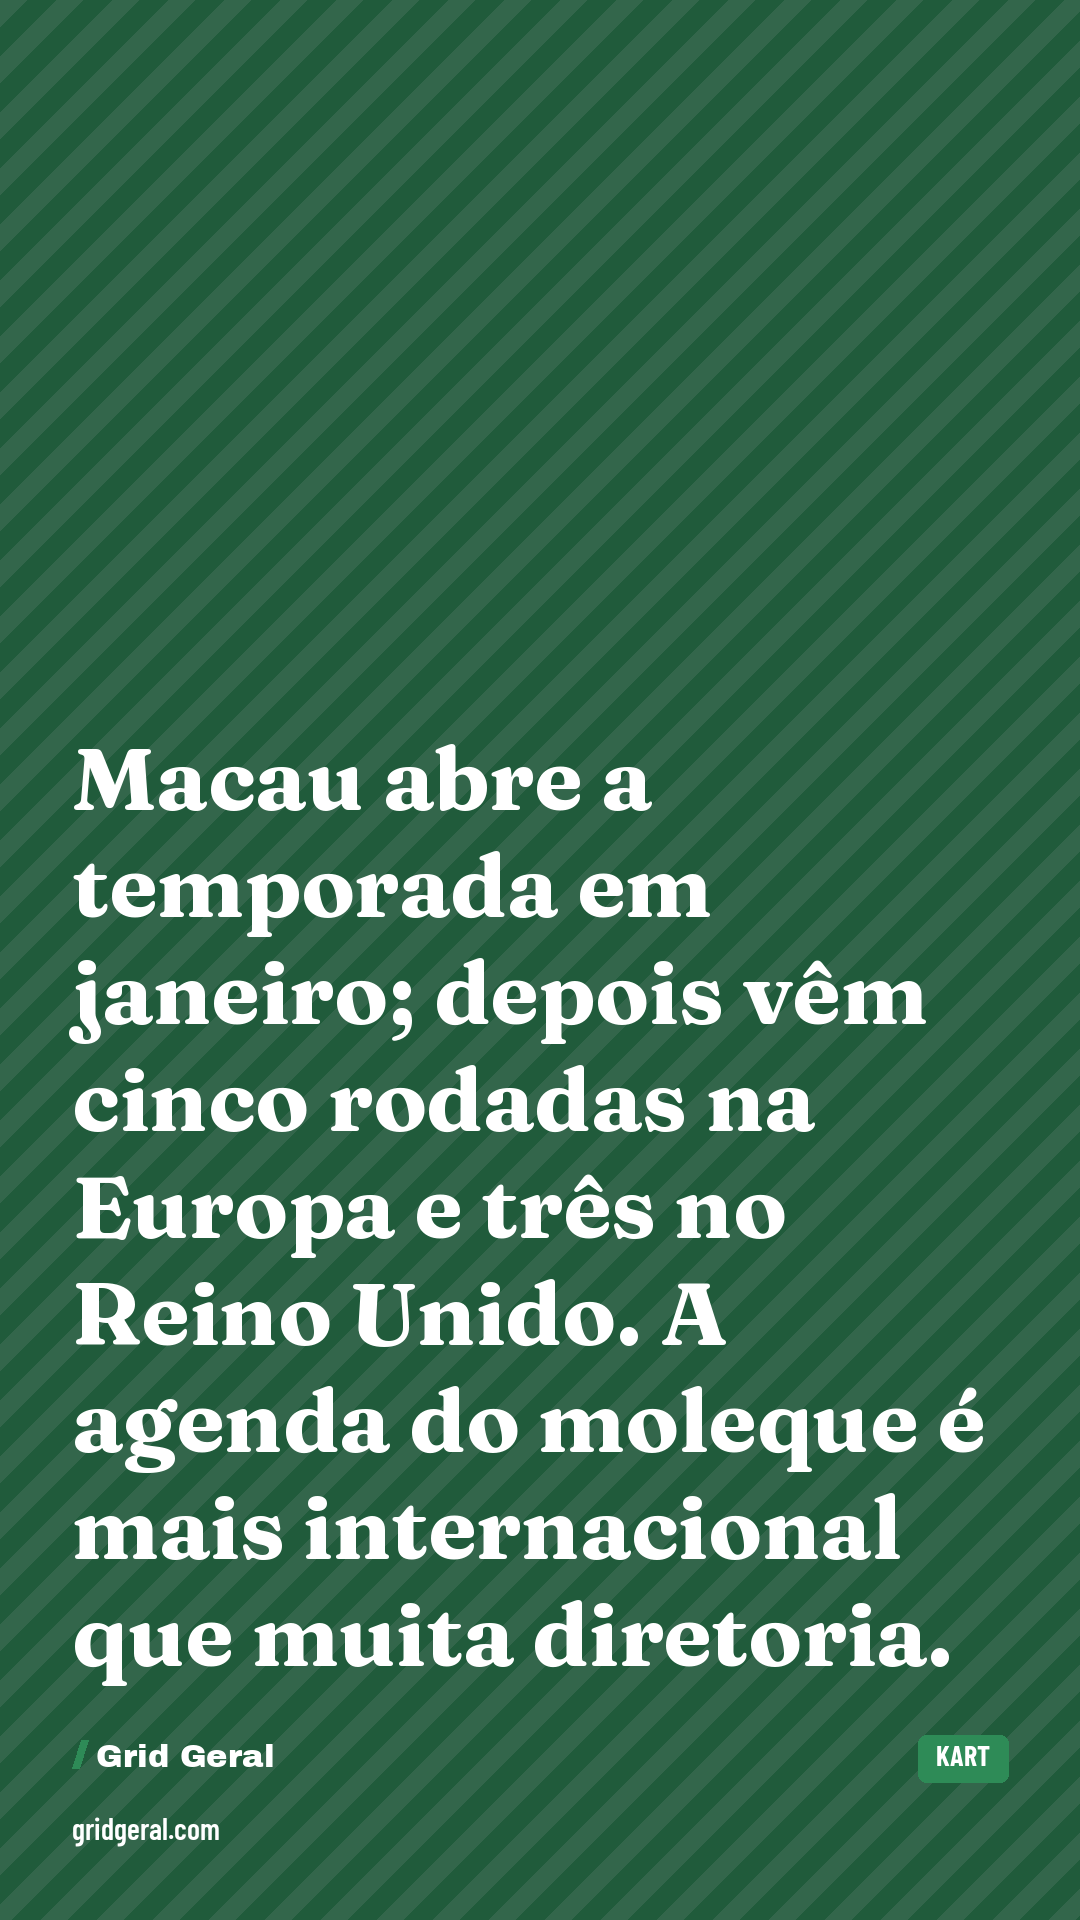 Macau abre a
temporada em
janeiro; depois vêm
cinco rodadas na
Europa e três no
Reino Unido. A
agenda do moleque é
mais internacional
que muita diretoria.
/ Grid Geral
KART
gridgeral.com